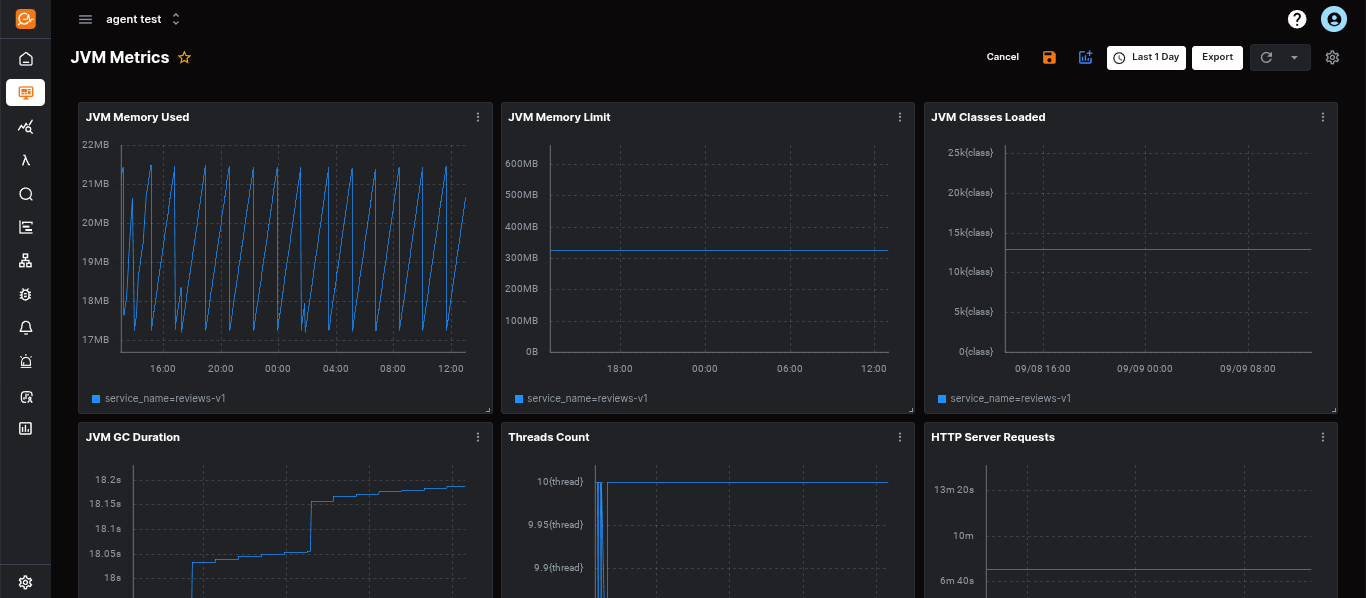 agent test
JVM Metrics
Cancel
Last 1 Day
Export
JVM Memory Used
22MB
21MB
20MB
19MB
18MB
17MB
16:00 20:00 00:00 04:00 08:00 12:00
service_name=reviews-v1
JVM Memory Limit
600MB
500MB
400MB
300MB
200MB
100MB
0B
18:00 00:00 06:00 12:00
service_name=reviews-v1
JVM Classes Loaded
25k{class}
20k{class}
15k{class}
10k{class}
5k{class}
0{class}
09/08 16:00 09/09 00:00 09/09 08:00
service_name=reviews-v1
JVM GC Duration
18.2s
18.15s
18.1s
18.05s
18s
Threads Count
10{thread}
9.95{thread}
9.9{thread}
HTTP Server Requests
13m 20s
10m
6m 40s